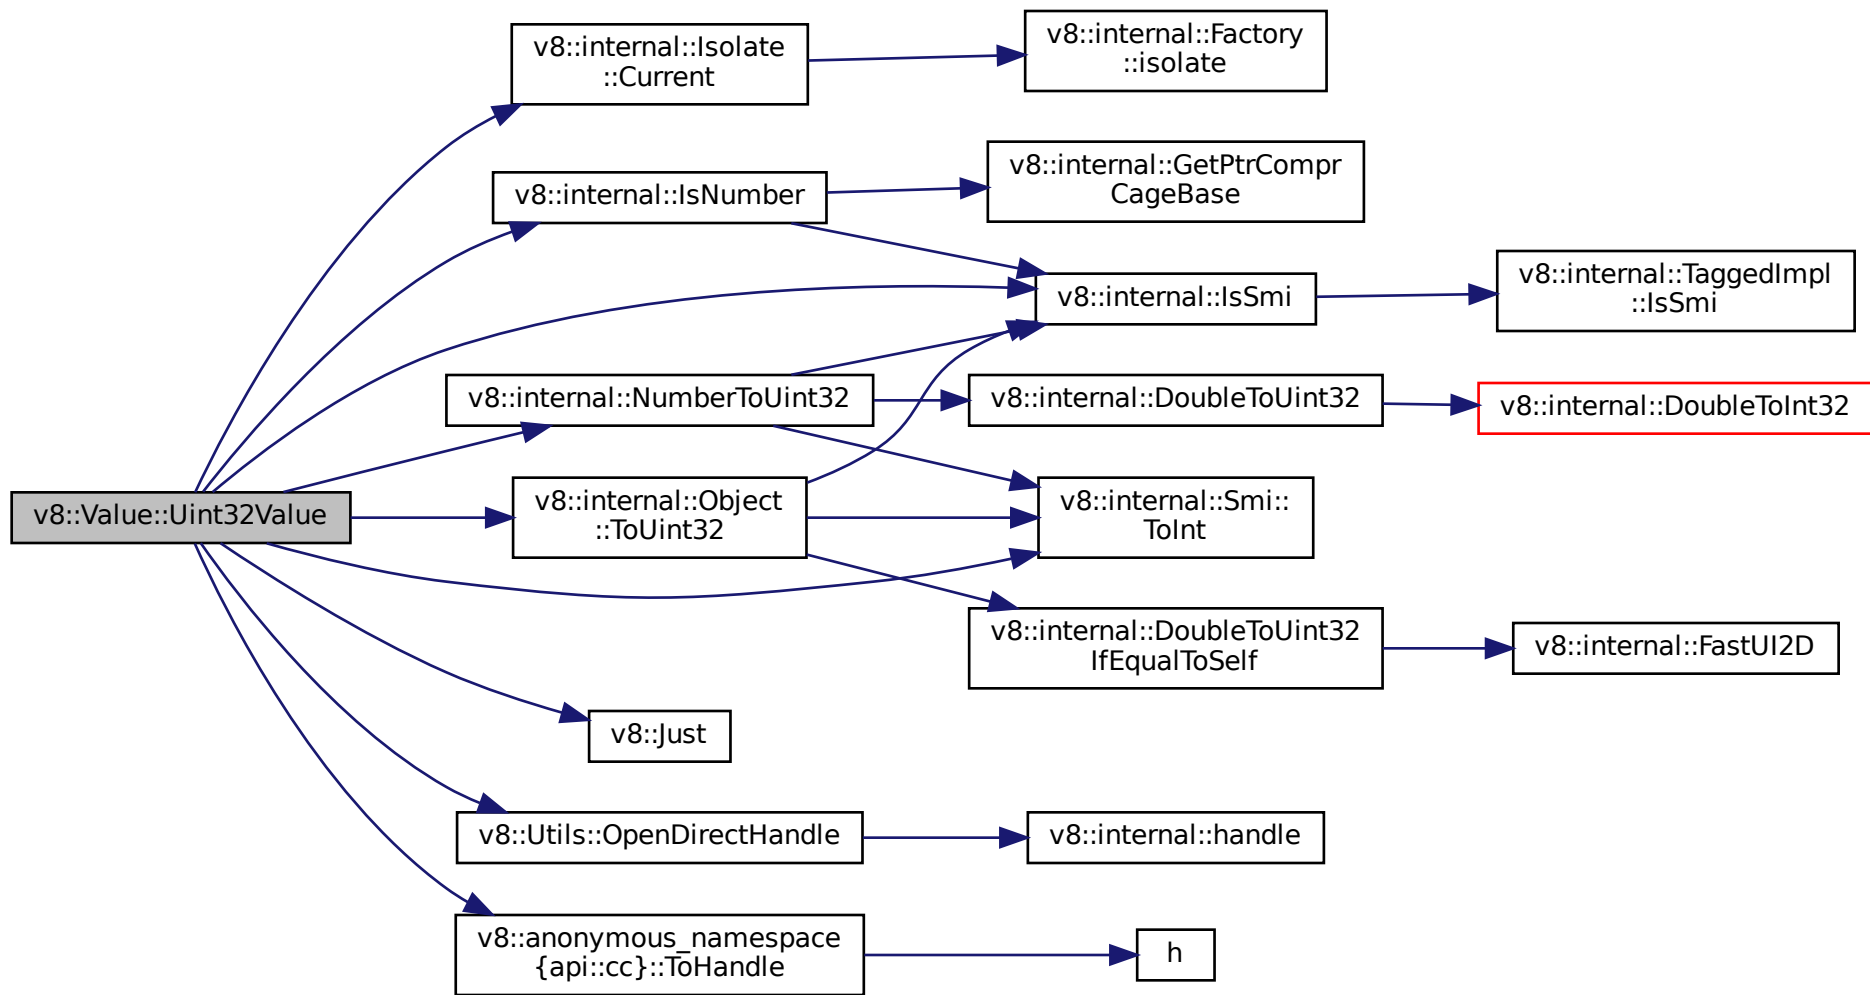 v8::Value::Uint32Value
v8::internal::Isolate
::Current
v8::internal::Factory
::isolate
v8::internal::IsNumber
v8::internal::GetPtrCompr
CageBase
v8::internal::IsSmi
v8::internal::TaggedImpl
::IsSmi
v8::internal::NumberToUint32
v8::internal::DoubleToUint32
v8::internal::DoubleToInt32
v8::internal::Object
::ToUint32
v8::internal::Smi::
ToInt
v8::internal::DoubleToUint32
IfEqualToSelf
v8::internal::FastUI2D
v8::Just
v8::Utils::OpenDirectHandle
v8::internal::handle
v8::anonymous_namespace
{api::cc}::ToHandle
h